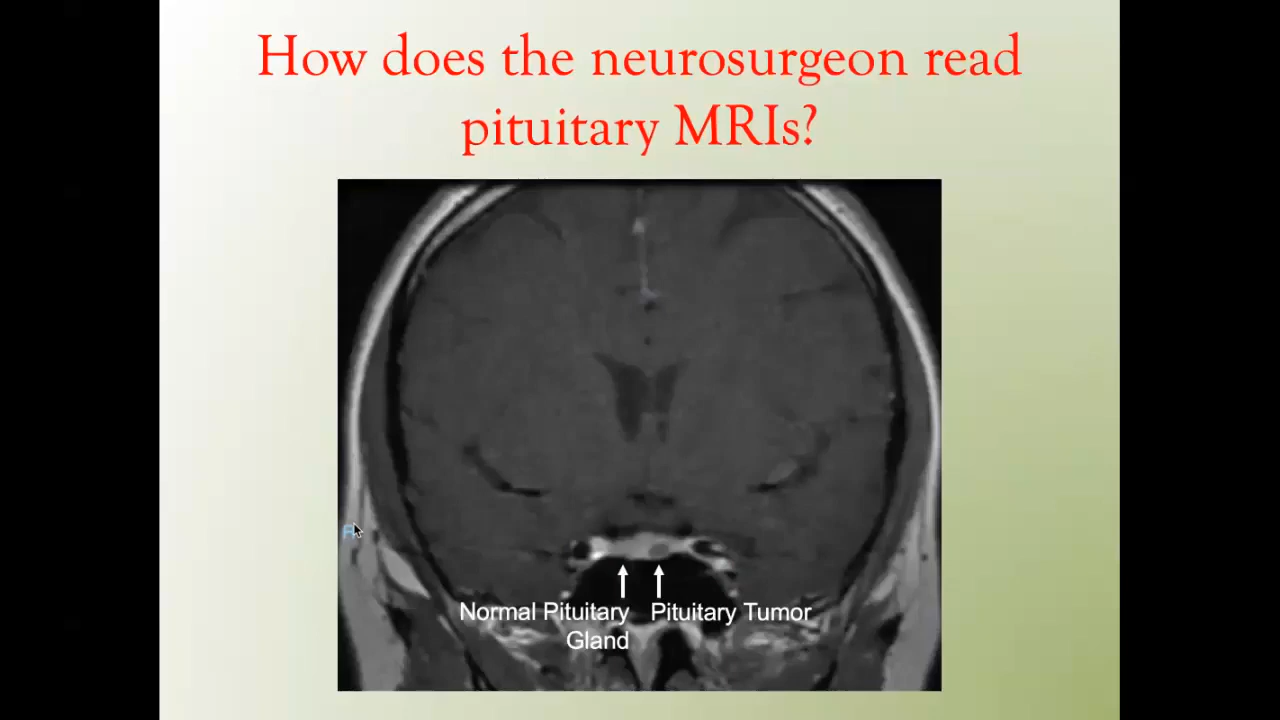 How does the neurosurgeon read
pituitary MRIs?
Normal Pituitary
Gland
Pituitary Tumor